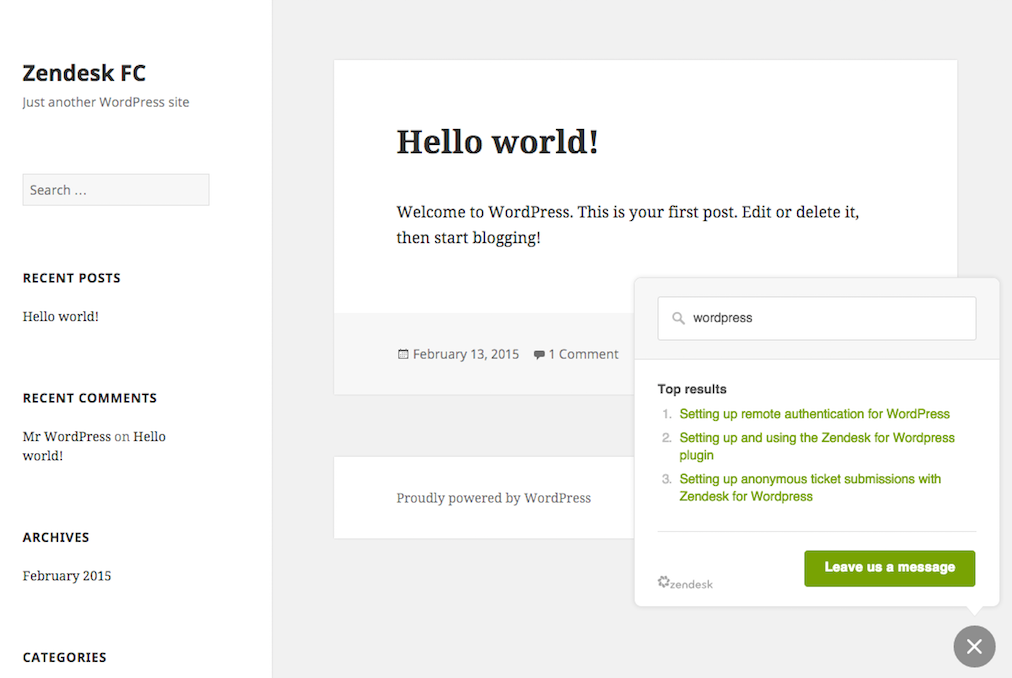 Zendesk FC
Just another WordPress site
Search ...
RECENT POSTS
Hello world!
RECENT COMMENTS
Mr WordPress on Hello
world!
ARCHIVES
February 2015
CATEGORIES
Hello world!
Welcome to WordPress. This is your first post. Edit or delete it,
then start blogging!
February 13, 2015 1 Comment
Proudly powered by WordPress
wordpress
Top results
1. Setting up remote authentication for WordPress
2. Setting up and using the Zendesk for Wordpress
plugin
3. Setting up anonymous ticket submissions with
Zendesk for Wordpress
zendesk
Leave us a message